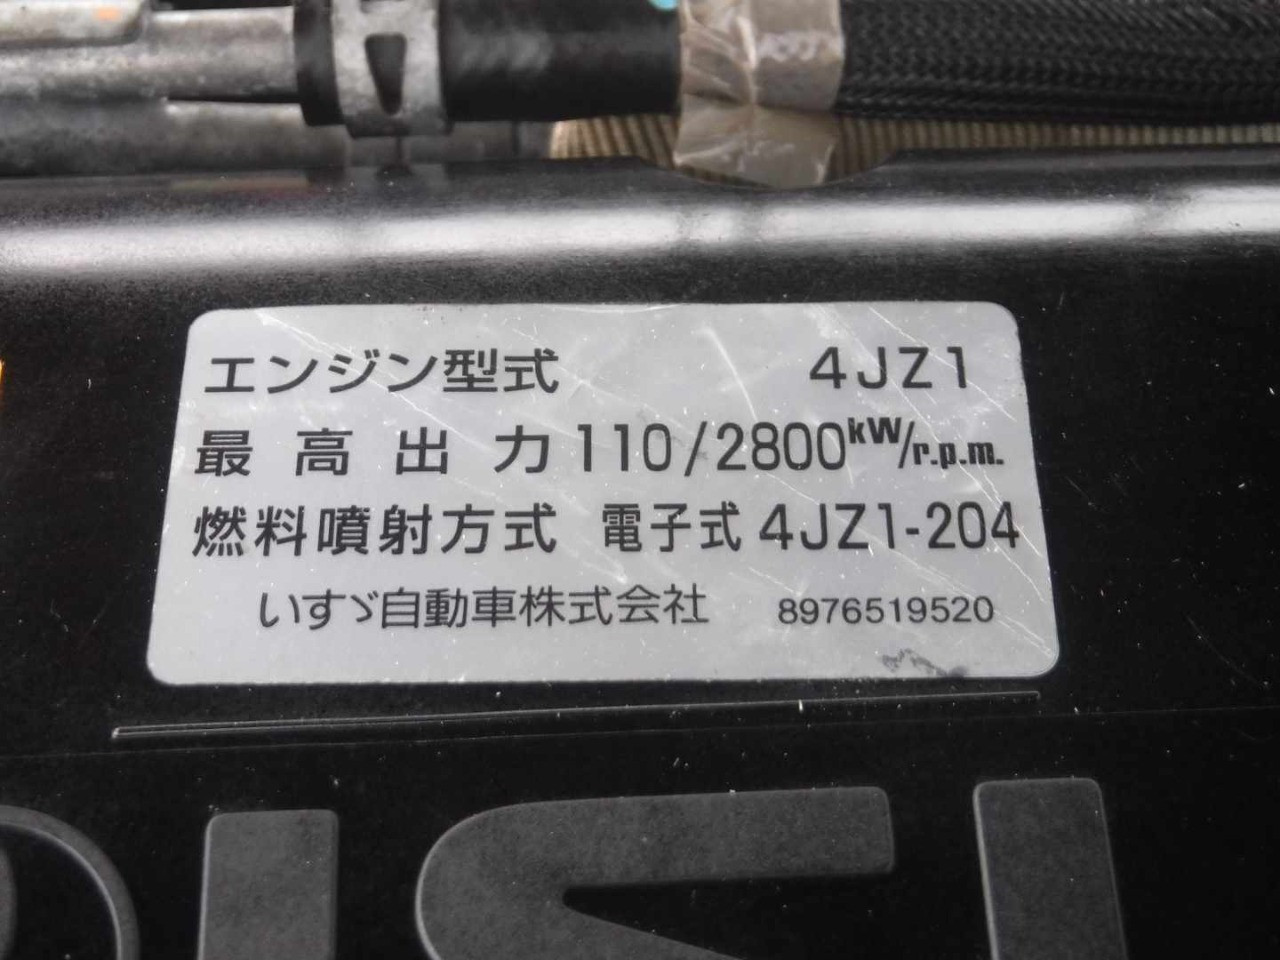 エンジン型式 4JZ1
最高出力 110/2800kW/r.p.m.
燃料噴射方式 電子式 4JZ1-204
いすゞ自動車株式会社 8976519520